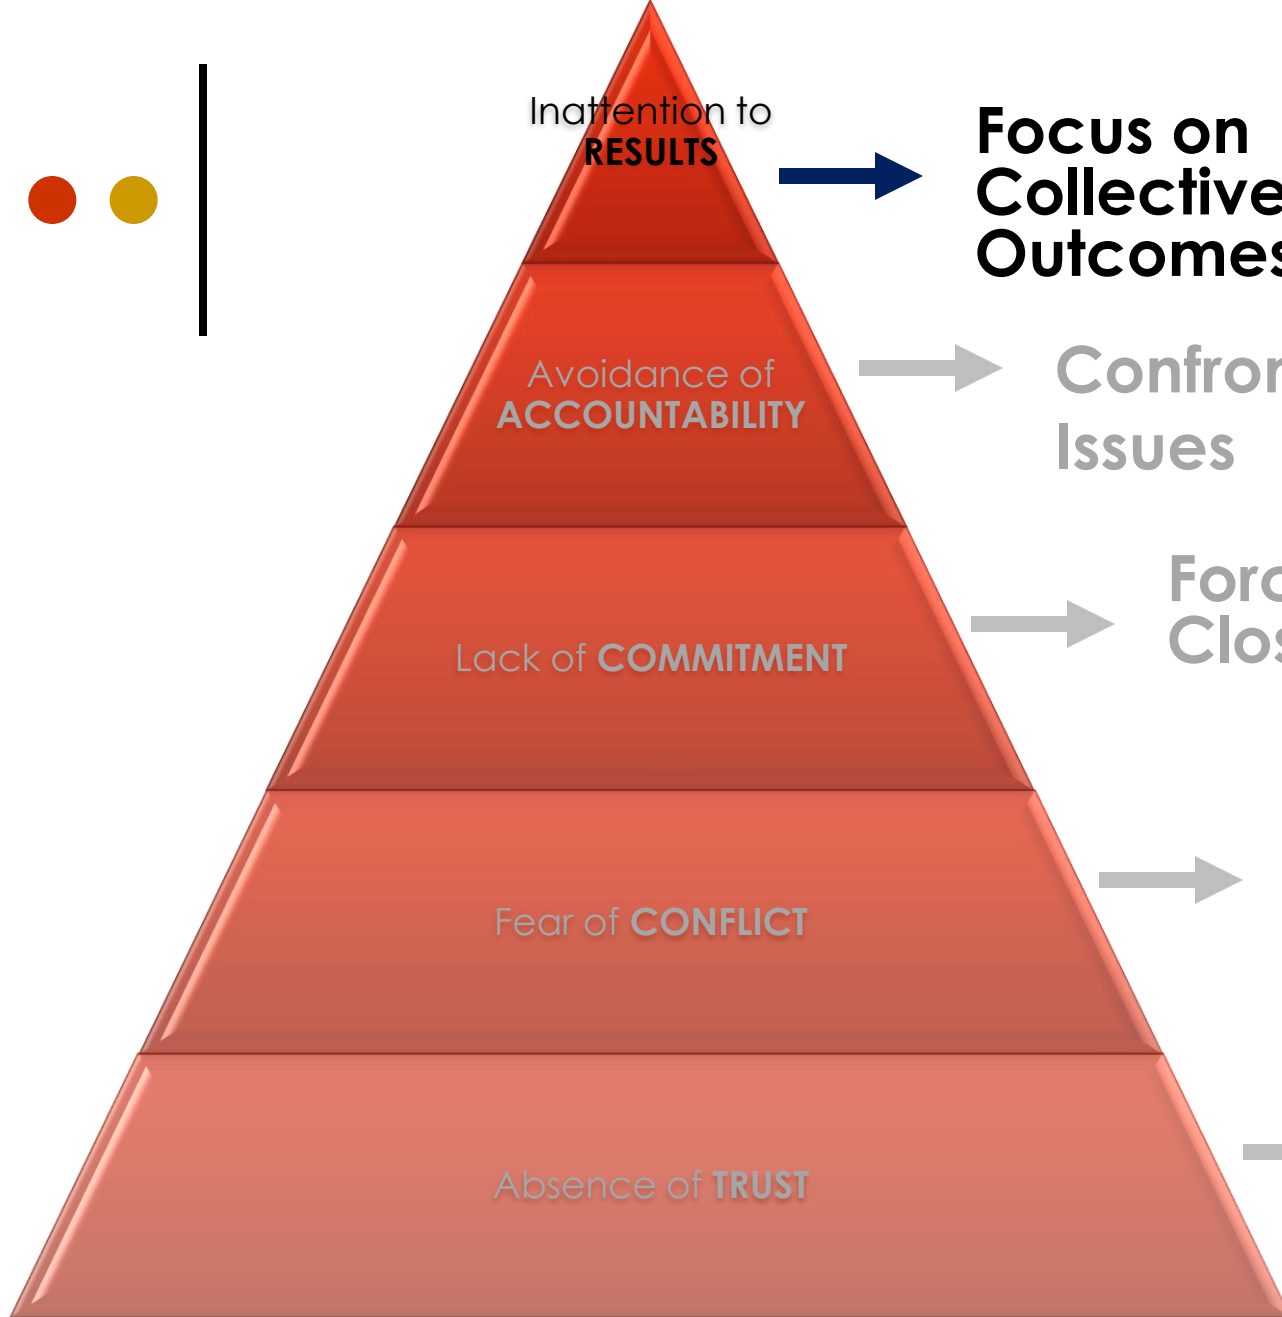 Inattention to
RESULTS
Focus on
Collective
Outcomes
Avoidance of
ACCOUNTABILITY
Issues
Lack of COMMITMENT
Fear of CONFLICT
Absence of TRUST